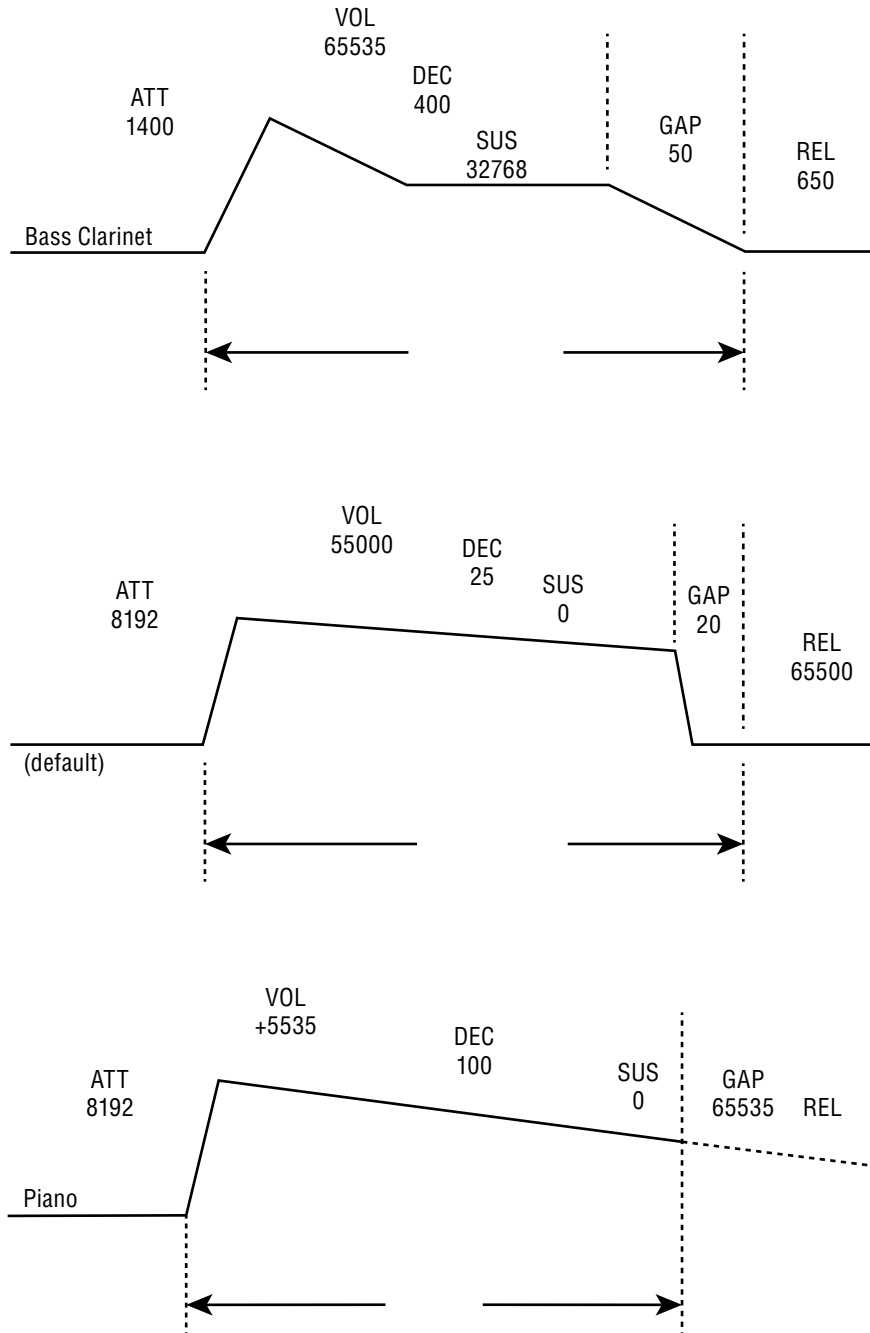 VOL
65535
DEC
400
ATT
1400
SUS
32768
GAP
50
REL
650
Bass Clarinet
VOL
55000
DEC
25
SUS
0
ATT
8192
GAP
20
REL
65500
(default)
VOL
+5535
DEC
100
ATT
8192
SUS
0
GAP
65535 REL
Piano